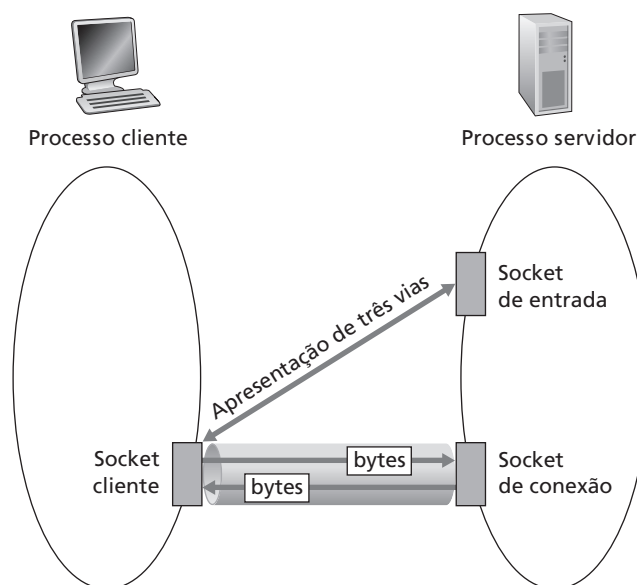 Processo cliente
Processo servidor
Socket
de entrada
Apresentação de três vias
Socket
cliente
bytes
bytes
Socket
de conexão